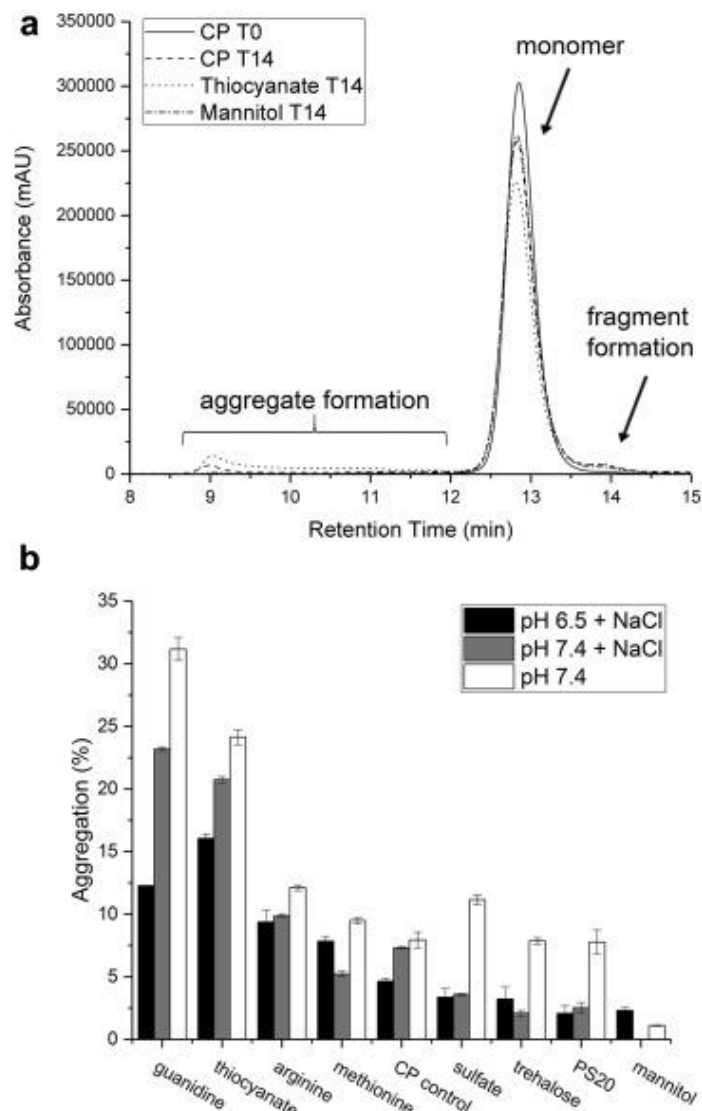 a
CP T0
CP T14
Thiocyanate T14
Mannitol T14
monomer
fragment
formation
aggregate formation
Absorbance (mAU)
350000
300000
250000
200000
150000
100000
50000
0
8 9 10 11 12 13 14 15
Retention Time (min)
b
pH 6.5 + NaCl
pH 7.4 + NaCl
pH 7.4
Aggregation (%)
35
30
25
20
15
10
5
0
guanidine
thiocyanate
arginine
methionine
CP control
sulfate
trehalose
PS20
mannitol